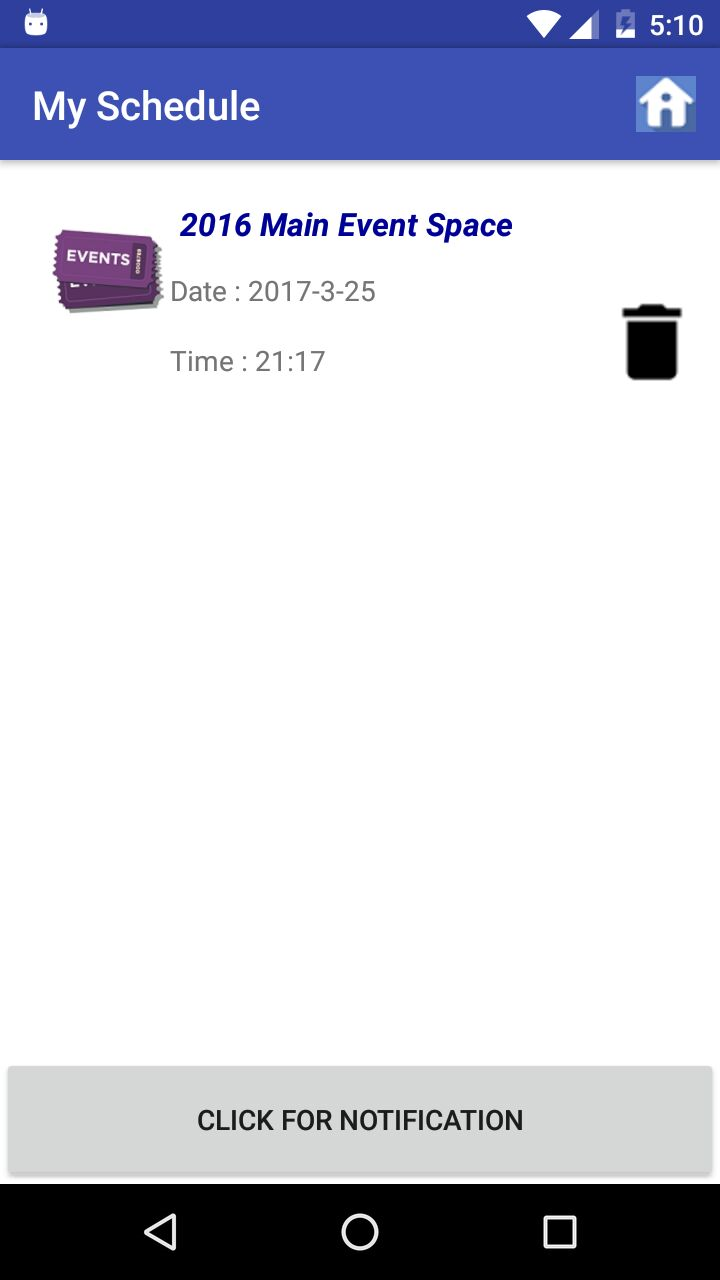 5:10
My Schedule
2016 Main Event Space
EVENTS
Date : 2017-3-25
Time : 21:17
CLICK FOR NOTIFICATION